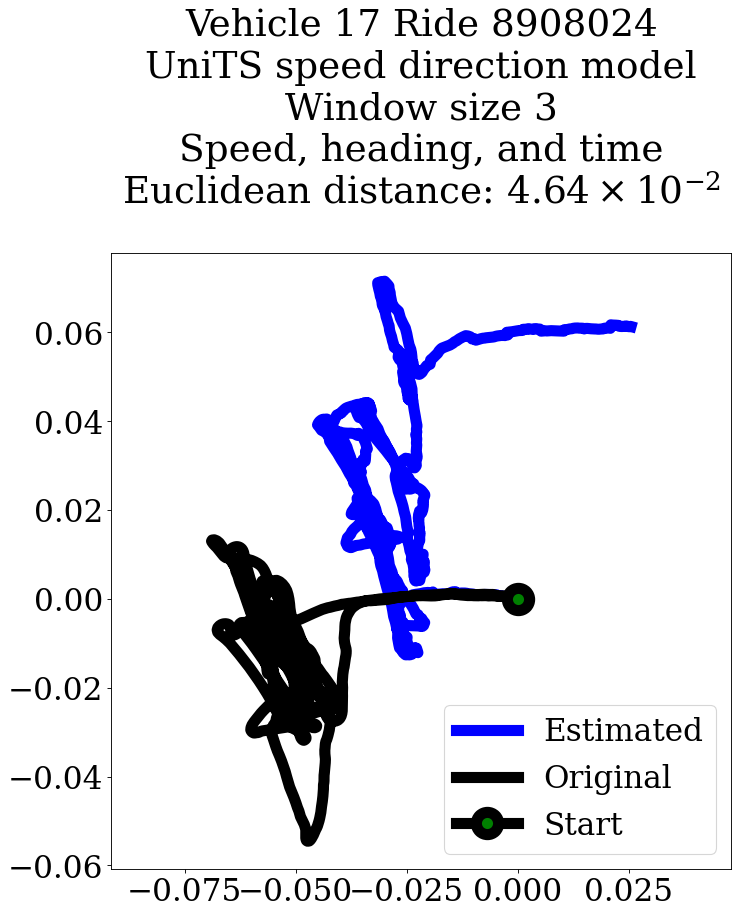 Vehicle 17 Ride 8908024
UniTS speed direction model
Window size 3
Speed, heading, and time
Euclidean distance: 4.64 × 10⁻²
0.06
0.04
0.02
0.00
−0.02
−0.04
−0.06
−0.075 −0.050 −0.025 0.000 0.025
Estimated
Original
Start